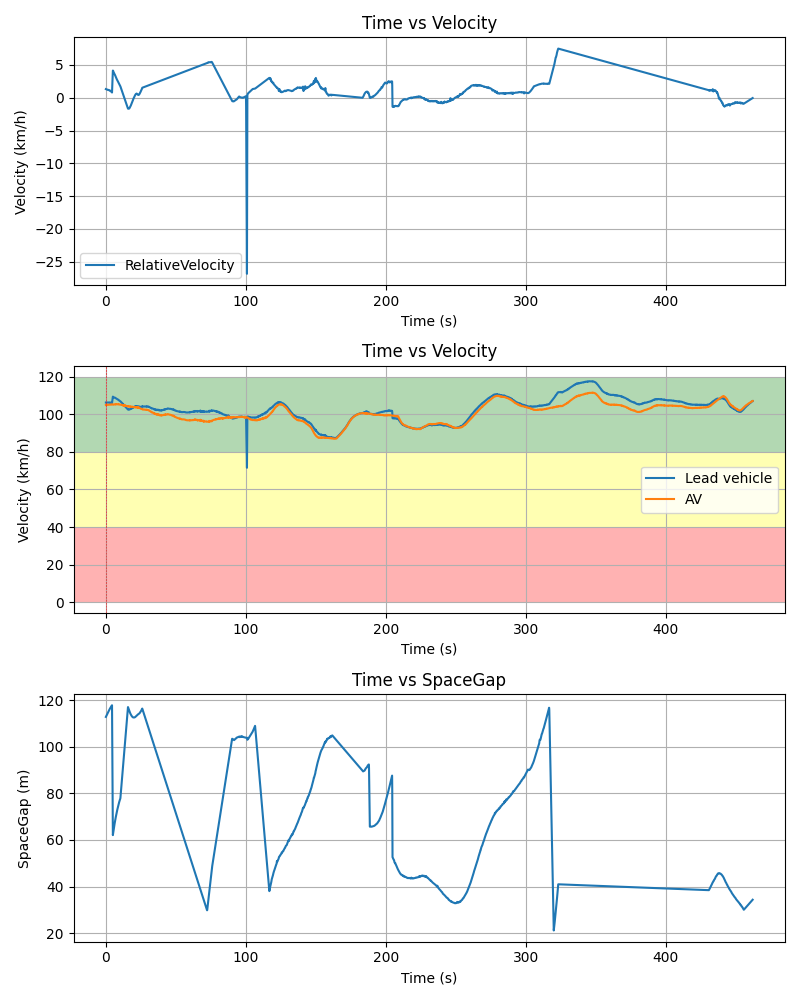 Time vs Velocity
Velocity (km/h)
5
0
−5
−10
−15
−20
−25
RelativeVelocity
0 100 200 300 400
Time (s)
Time vs Velocity
Velocity (km/h)
120
100
80
60
40
20
0
Lead vehicle
AV
0 100 200 300 400
Time (s)
Time vs SpaceGap
SpaceGap (m)
120
100
80
60
40
20
0 100 200 300 400
Time (s)